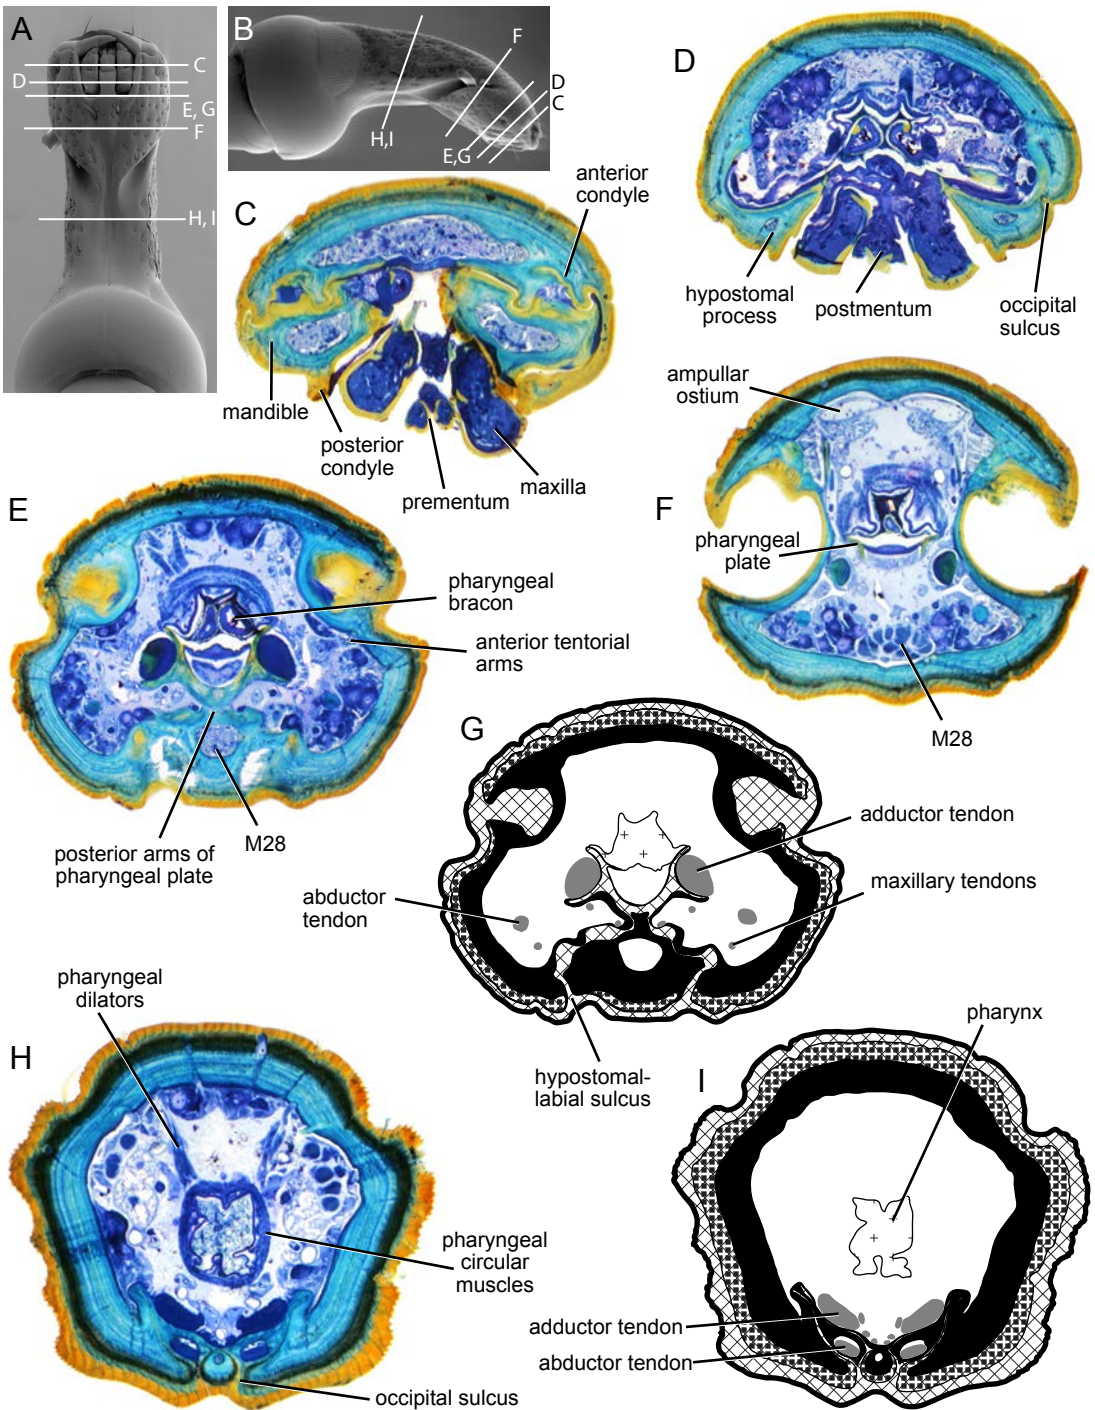 A
C
D
E, G
F
H, I
B
F
D
C
E,G
H,I
C
anterior
condyle
mandible
posterior
condyle
prementum
maxilla
D
hypostomal
process
postmentum
occipital
sulcus
E
pharyngeal
bracon
anterior tentorial
arms
M28
posterior arms of
pharyngeal plate
F
ampullar
ostium
pharyngeal
plate
M28
G
adductor tendon
maxillary tendons
abductor
tendon
hypostomal-
labial sulcus
H
pharyngeal
dilators
pharyngeal
circular
muscles
occipital sulcus
I
pharynx
adductor tendon
abductor tendon